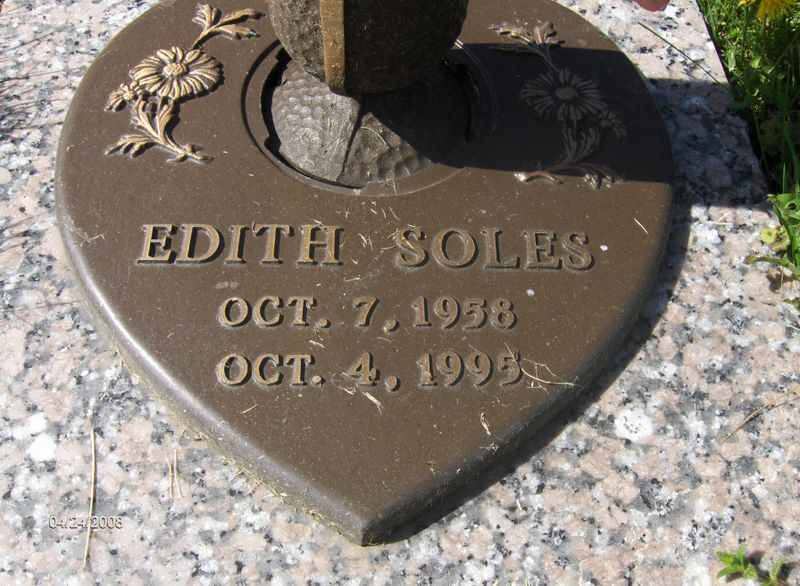 EDITH SOLES
OCT. 7, 1958
OCT. 4, 1995
04/24/2008